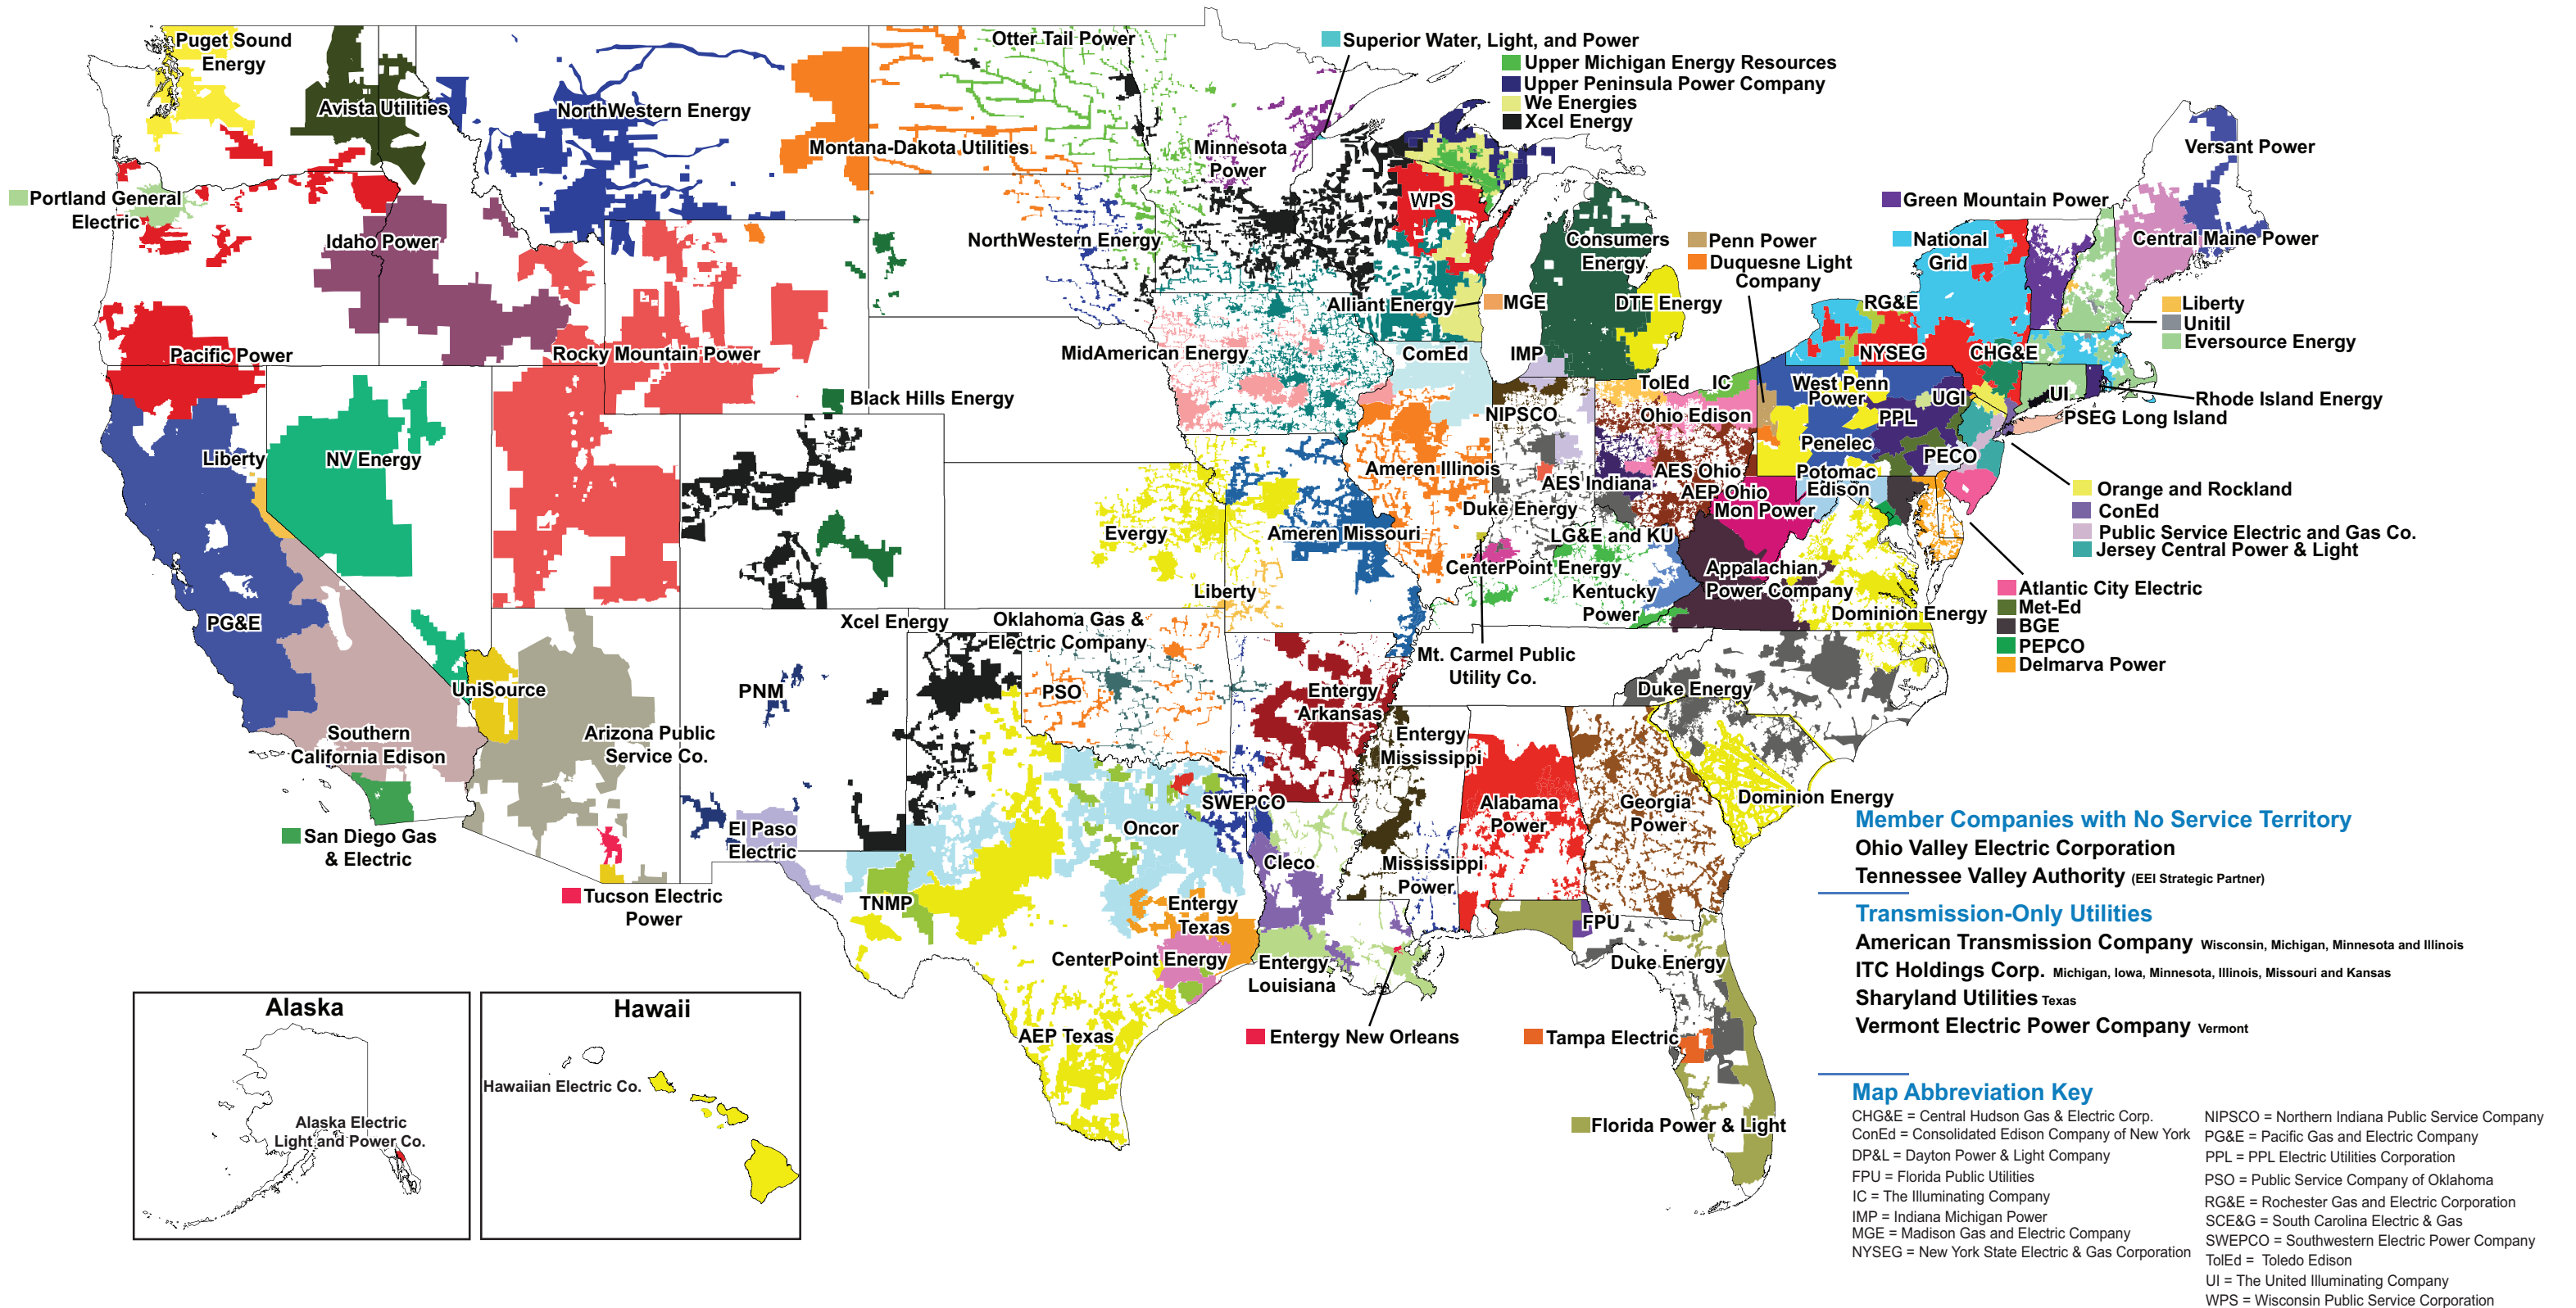 Puget Sound
Energy
Avista Utilities
NorthWestern Energy
Otter Tail Power
Montana-Dakota Utilities
Minnesota
Power
Superior Water, Light, and Power
Upper Michigan Energy Resources
Upper Peninsula Power Company
We Energies
Xcel Energy
Versant Power
Portland General
Electric
Idaho Power
NorthWestern Energy
WPS
Consumers
Energy
Penn Power
Duquesne Light
Company
Green Mountain Power
National
Grid
Central Maine Power
Alliant Energy
MGE
DTE Energy
RG&E
Liberty
Unitil
Eversource Energy
Pacific Power
Rocky Mountain Power
MidAmerican Energy
ComEd
IMP
NYSEG
CHG&E
Black Hills Energy
TolEd
IC
West Penn
Power
UGI
UI
Rhode Island Energy
PSEG Long Island
NIPSCO
Ohio Edison
PPL
Penelec
PECO
Liberty
NV Energy
Ameren Illinois
AES Indiana
AES Ohio
AEP Ohio
Potomac
Edison
Mon Power
Orange and Rockland
ConEd
Public Service Electric and Gas Co.
Jersey Central Power & Light
Evergy
Ameren Missouri
Duke Energy
LG&E and KU
CenterPoint Energy
Appalachian
Power Company
Kentucky
Power
Dominion Energy
Atlantic City Electric
Met-Ed
BGE
PEPCO
Delmarva Power
PG&E
Liberty
Xcel Energy
Oklahoma Gas &
Electric Company
Mt. Carmel Public
Utility Co.
UniSource
PNM
PSO
Entergy
Arkansas
Duke Energy
Southern
California Edison
Arizona Public
Service Co.
Entergy
Mississippi
San Diego Gas
& Electric
El Paso
Electric
Oncor
SWEPCO
Alabama
Power
Georgia
Power
Dominion Energy
Tucson Electric
Power
TNMP
Entergy
Texas
Cleco
Mississippi
Power
FPU
CenterPoint Energy
Entergy
Louisiana
Duke Energy
AEP Texas
Entergy New Orleans
Tampa Electric
Florida Power & Light
Alaska
Alaska Electric
Light and Power Co.
Hawaii
Hawaiian Electric Co.
Member Companies with No Service Territory
Ohio Valley Electric Corporation
Tennessee Valley Authority (EEI Strategic Partner)
Transmission-Only Utilities
American Transmission Company Wisconsin, Michigan, Minnesota and Illinois
ITC Holdings Corp. Michigan, Iowa, Minnesota, Illinois, Missouri and Kansas
Sharyland Utilities Texas
Vermont Electric Power Company Vermont
Map Abbreviation Key
CHG&E = Central Hudson Gas & Electric Corp.
ConEd = Consolidated Edison Company of New York
DP&L = Dayton Power & Light Company
FPU = Florida Public Utilities
IC = The Illuminating Company
IMP = Indiana Michigan Power
MGE = Madison Gas and Electric Company
NYSEG = New York State Electric & Gas Corporation
NIPSCO = Northern Indiana Public Service Company
PG&E = Pacific Gas and Electric Company
PPL = PPL Electric Utilities Corporation
PSO = Public Service Company of Oklahoma
RG&E = Rochester Gas and Electric Corporation
SCE&G = South Carolina Electric & Gas
SWEPCO = Southwestern Electric Power Company
TolEd = Toledo Edison
UI = The United Illuminating Company
WPS = Wisconsin Public Service Corporation